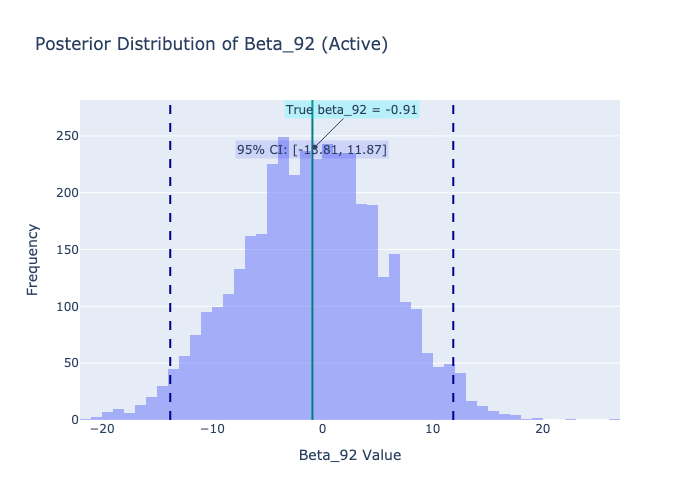 Posterior Distribution of Beta_92 (Active)
True beta_92 = -0.91
95% CI: [-13.81, 11.87]
250
200
150
100
50
0
Frequency
−20
−10
0
10
20
Beta_92 Value